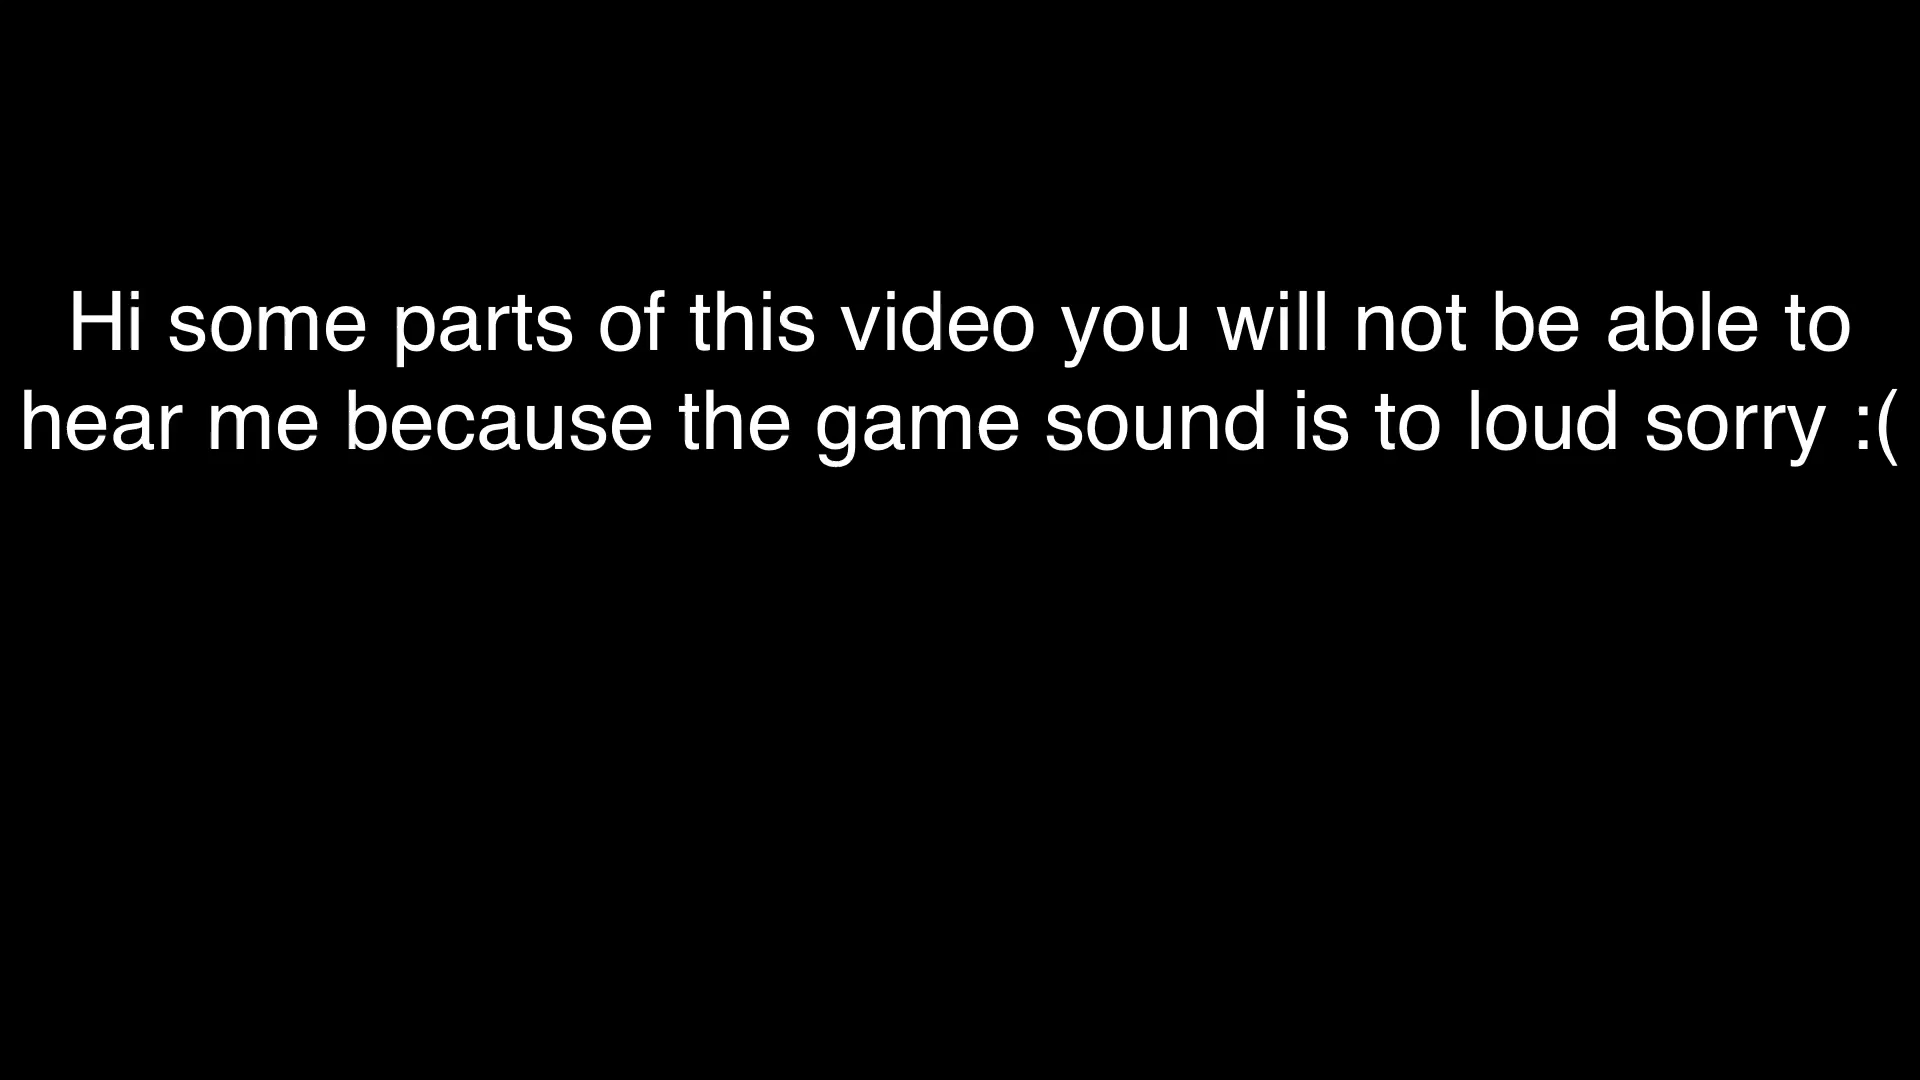 Hi some parts of this video you will not be able to
hear me because the game sound is to loud sorry :(